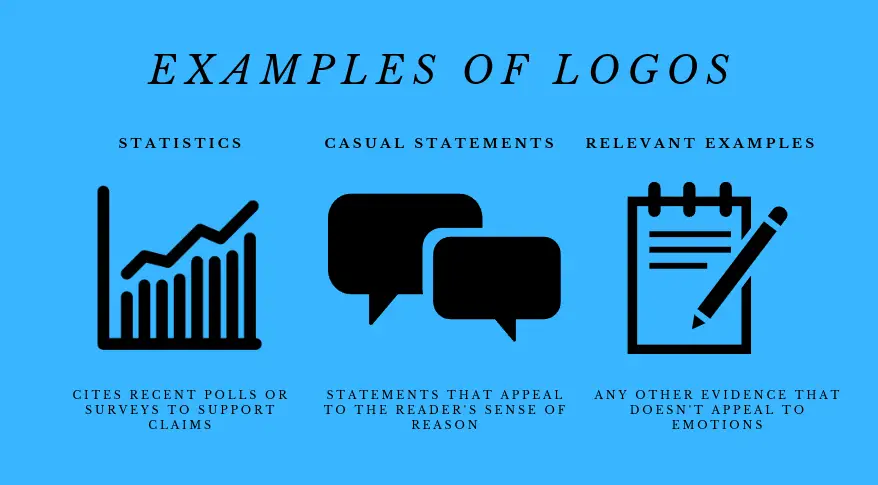 EXAMPLES OF LOGOS
STATISTICS
CASUAL STATEMENTS
RELEVANT EXAMPLES
CITES RECENT POLLS OR
SURVEYS TO SUPPORT
CLAIMS
STATEMENTS THAT APPEAL
TO THE READER'S SENSE OF
REASON
ANY OTHER EVIDENCE THAT
DOESN'T APPEAL TO
EMOTIONS